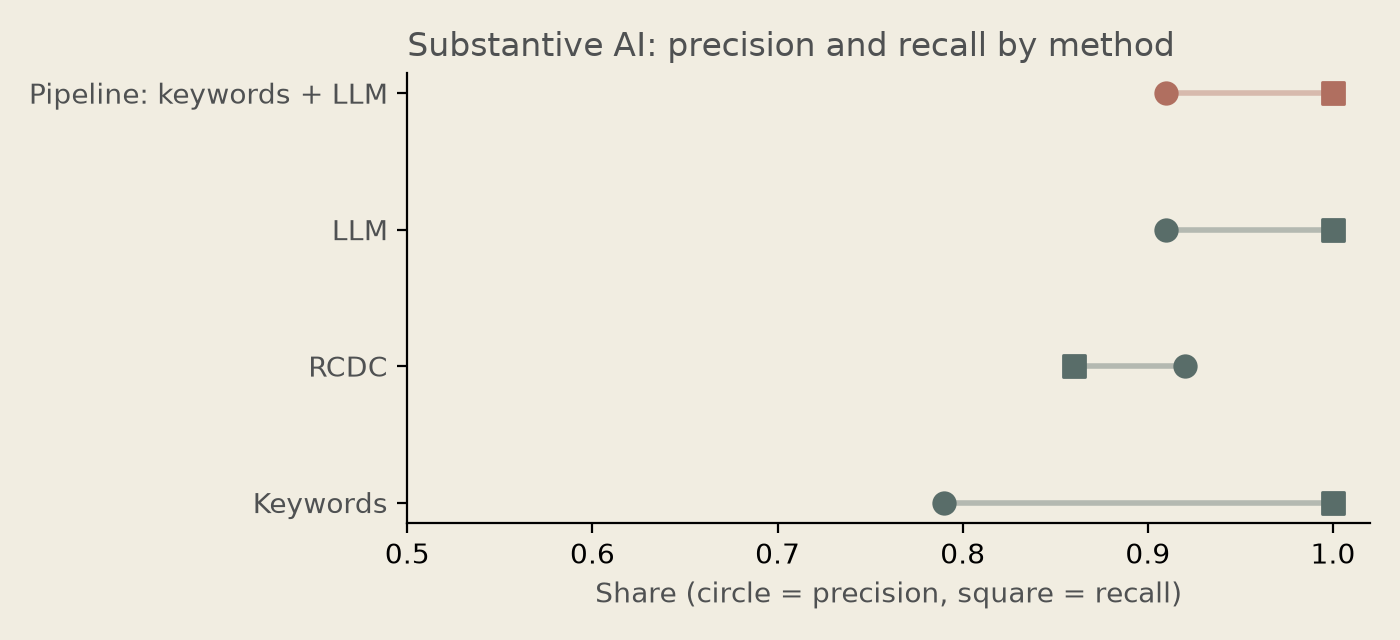 Substantive AI: precision and recall by method
Pipeline: keywords + LLM
LLM
RCDC
Keywords
0.5 0.6 0.7 0.8 0.9 1.0
Share (circle = precision, square = recall)